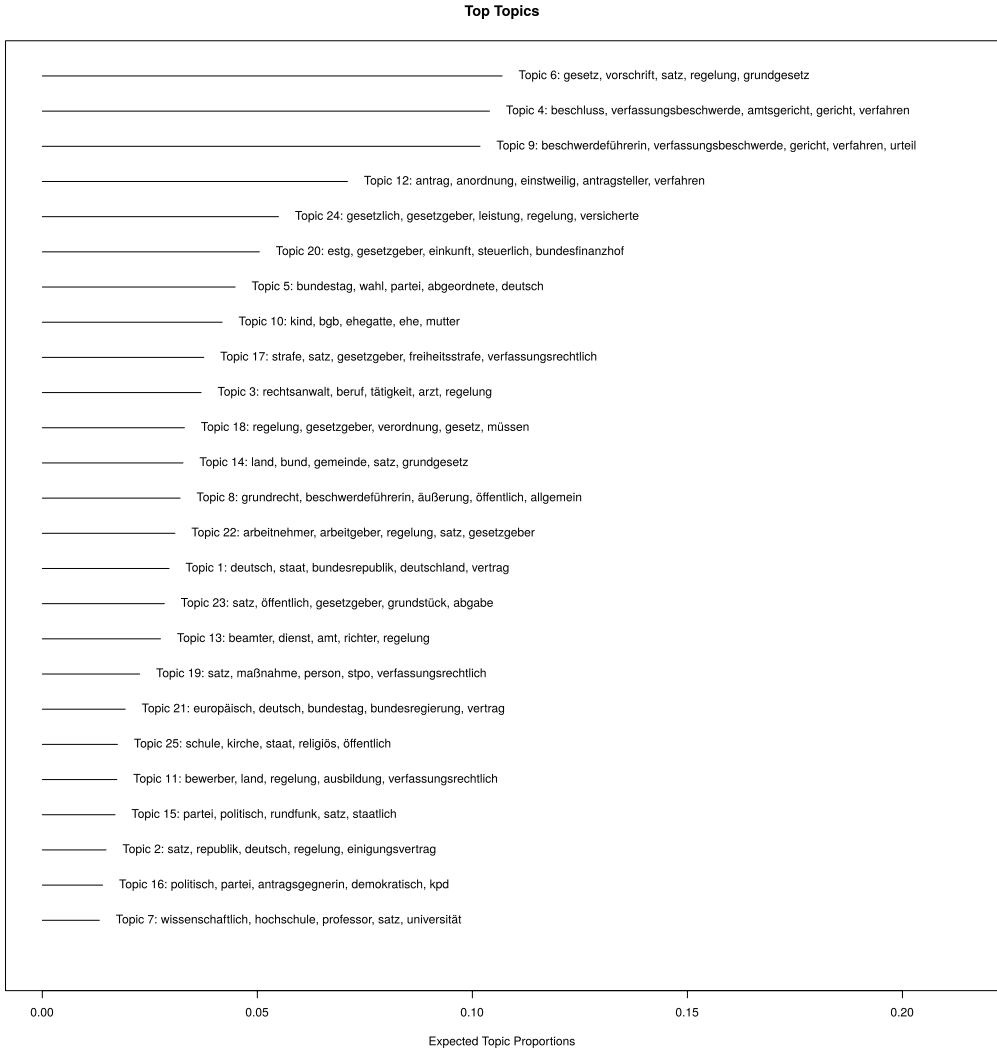 Top Topics
Topic 6: gesetz, vorschrift, satz, regelung, grundgesetz
Topic 4: beschluss, verfassungsbeschwerde, amtsgericht, gericht, verfahren
Topic 9: beschwerdeführerin, verfassungsbeschwerde, gericht, verfahren, urteil
Topic 12: antrag, anordnung, einstweilig, antragsteller, verfahren
Topic 24: gesetzlich, gesetzgeber, leistung, regelung, versicherte
Topic 20: estg, gesetzgeber, einkunft, steuerlich, bundesfinanzhof
Topic 5: bundestag, wahl, partei, abgeordnete, deutsch
Topic 10: kind, bgb, ehegatte, ehe, mutter
Topic 17: strafe, satz, gesetzgeber, freiheitsstrafe, verfassungsrechtlich
Topic 3: rechtsanwalt, beruf, tätigkeit, arzt, regelung
Topic 18: regelung, gesetzgeber, verordnung, gesetz, müssen
Topic 14: land, bund, gemeinde, satz, grundgesetz
Topic 8: grundrecht, beschwerdeführerin, äußerung, öffentlich, allgemein
Topic 22: arbeitnehmer, arbeitgeber, regelung, satz, gesetzgeber
Topic 1: deutsch, staat, bundesrepublik, deutschland, vertrag
Topic 23: satz, öffentlich, gesetzgeber, grundstück, abgabe
Topic 13: beamter, dienst, amt, richter, regelung
Topic 19: satz, maßnahme, person, stpo, verfassungsrechtlich
Topic 21: europäisch, deutsch, bundestag, bundesregierung, vertrag
Topic 25: schule, kirche, staat, religiös, öffentlich
Topic 11: bewerber, land, regelung, ausbildung, verfassungsrechtlich
Topic 15: partei, politisch, rundfunk, satz, staatlich
Topic 2: satz, republik, deutsch, regelung, einigungsvertrag
Topic 16: politisch, partei, antragsgegnerin, demokratisch, kpd
Topic 7: wissenschaftlich, hochschule, professor, satz, universität
0.00 0.05 0.10 0.15 0.20
Expected Topic Proportions